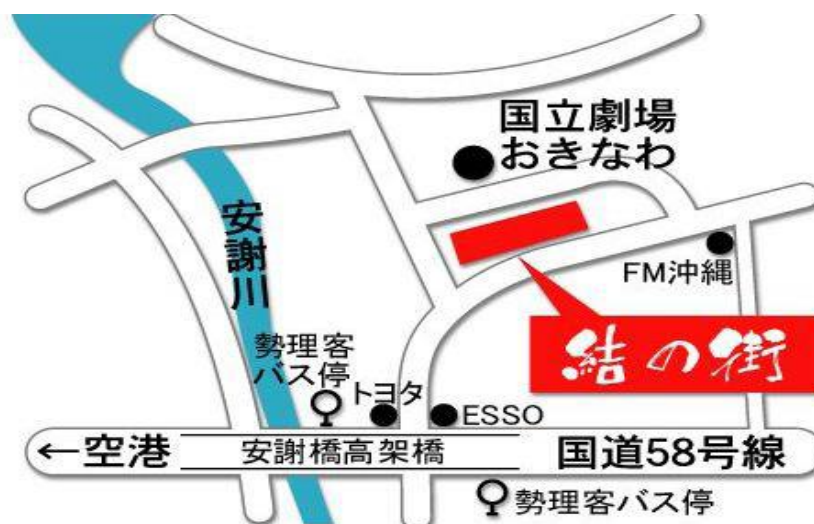 国立劇場
おきなわ
安謝川
FM沖縄
結の街
勢理客
バス停
トヨタ
ESSO
←空港
安謝橋高架橋
国道58号線
勢理客バス停